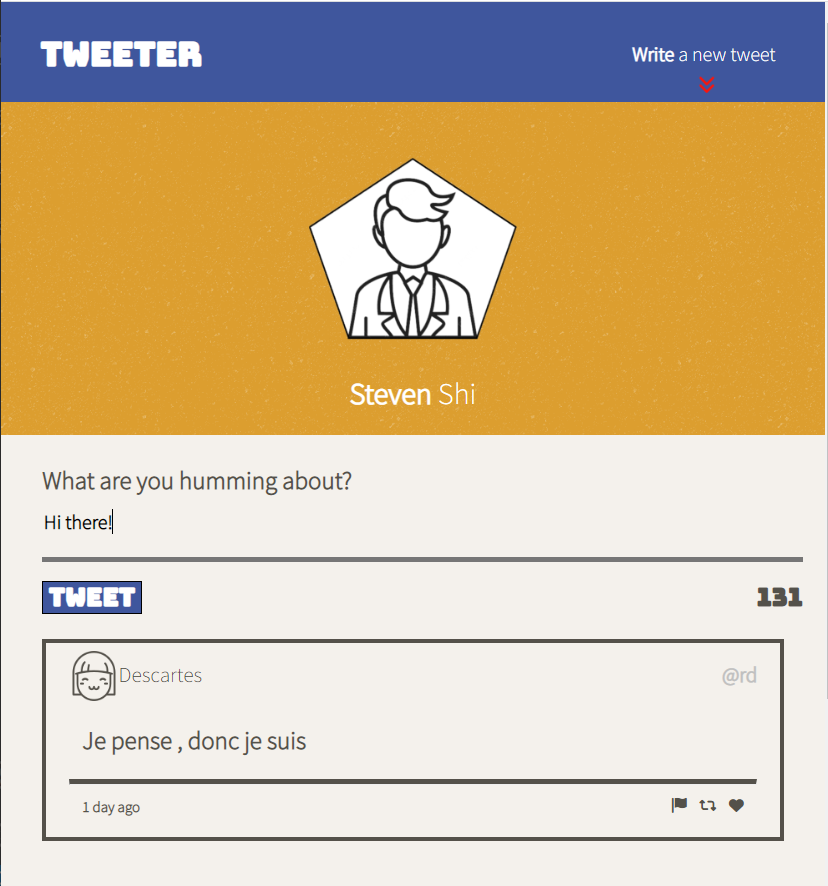 TWEETER
Write a new tweet
Steven Shi
What are you humming about?
Hi there!
TWEET
131
Descartes
@rd
Je pense , donc je suis
1 day ago